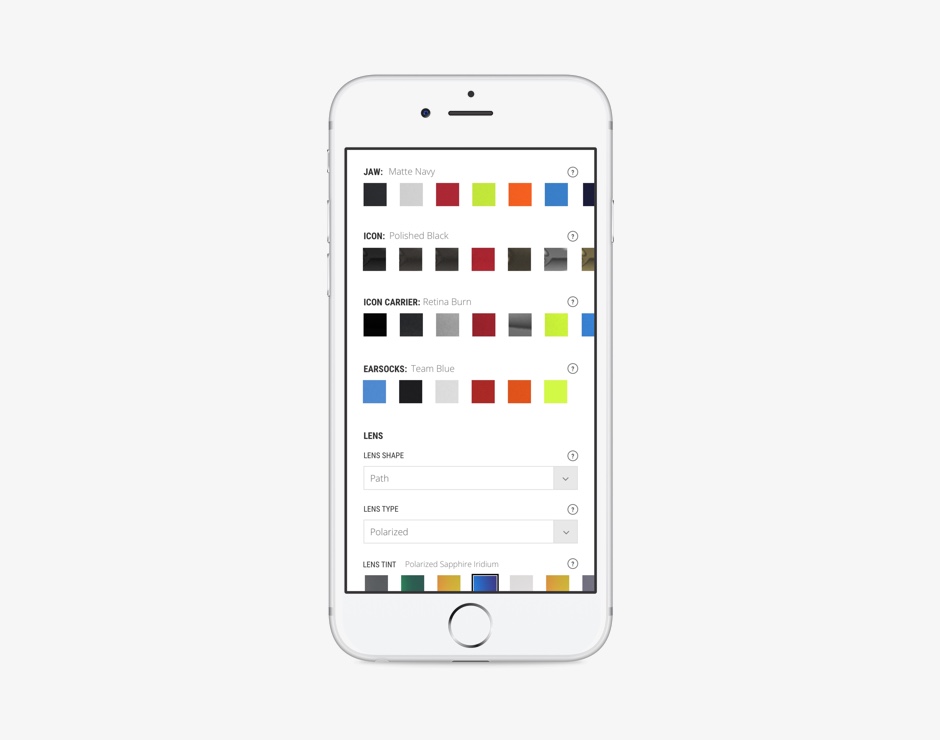 JAW: Matte Navy ?
ICON: Polished Black ?
ICON CARRIER: Retina Burn ?
EARSOCKS: Team Blue ?
LENS
LENS SHAPE ?
Path
LENS TYPE ?
Polarized
LENS TINT Polarized Sapphire Iridium ?